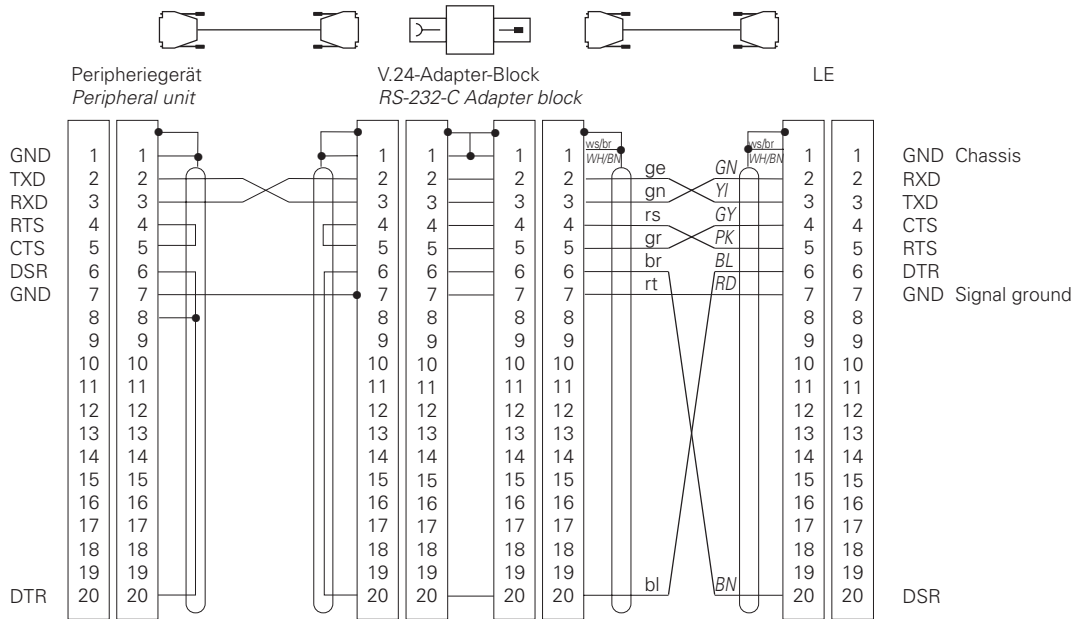 Peripheriegerät V.24-Adapter-Block LE
Peripheral unit RS-232-C Adapter block
ws/br ws/br
GND 1 1 1 1 1 1 WH/BN WH/BN 1 1 GND Chassis
TXD 2 2 2 2 2 2 ge GN 2 2 RXD
RXD 3 3 3 3 3 3 gn YI 3 3 TXD
RTS 4 4 4 4 4 4 rs GY 4 4 CTS
CTS 5 5 5 5 5 5 gr PK 5 5 RTS
DSR 6 6 6 6 6 6 br BL 6 6 DTR
GND 7 7 7 7 7 7 rt RD 7 7 GND Signal ground
8 8 8 8 8 8 8 8
9 9 9 9 9 9 9 9
10 10 10 10 10 10 10 10
11 11 11 11 11 11 11 11
12 12 12 12 12 12 12 12
13 13 13 13 13 13 13 13
14 14 14 14 14 14 14 14
15 15 15 15 15 15 15 15
16 16 16 16 16 16 16 16
17 17 17 17 17 17 17 17
18 18 18 18 18 18 18 18
19 19 19 19 19 19 19 19
DTR 20 20 20 20 20 20 bl BN 20 20 DSR